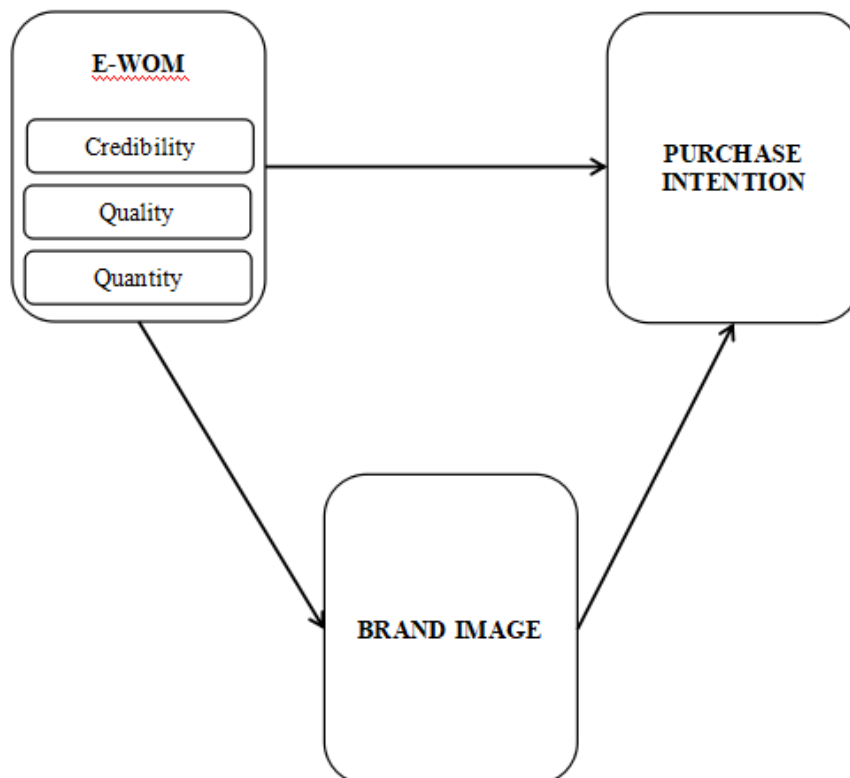 E-WOM
Credibility
Quality
Quantity
PURCHASE
INTENTION
BRAND IMAGE